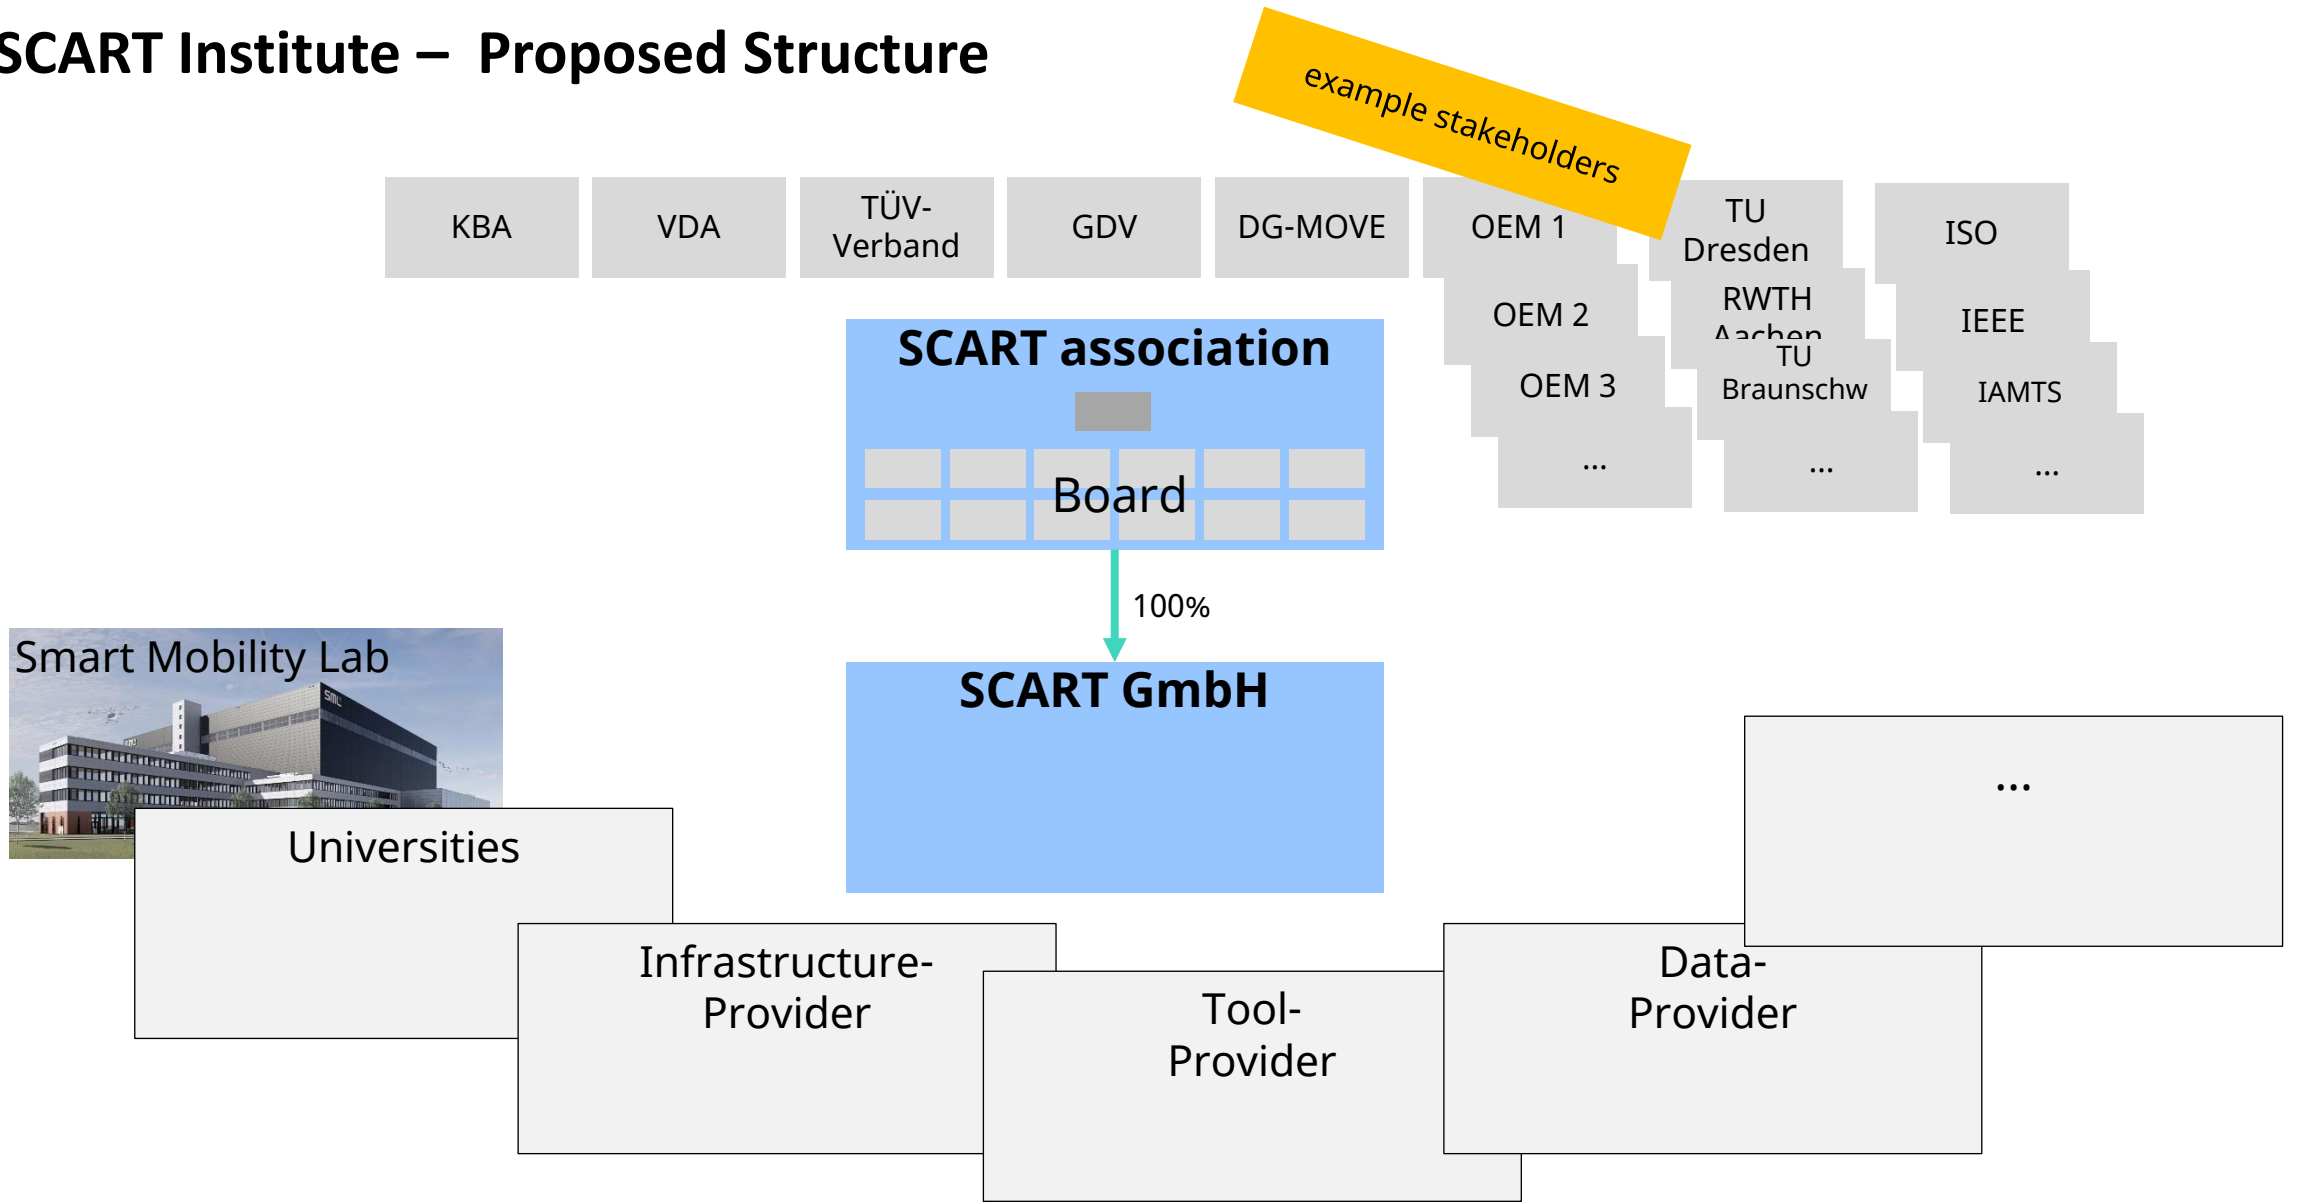 SCART Institute –  Proposed Structure
example stakeholders
KBA
VDA
TÜV-
Verband
GDV
DG-MOVE
OEM 1
OEM 2
OEM 3
...
TU
Dresden
RWTH
Aachen
TU
Braunschw
...
ISO
IEEE
IAMTS
...
SCART association
Board
100%
SCART GmbH
Smart Mobility Lab
SML
Universities
Infrastructure-
Provider
Tool-
Provider
Data-
Provider
...